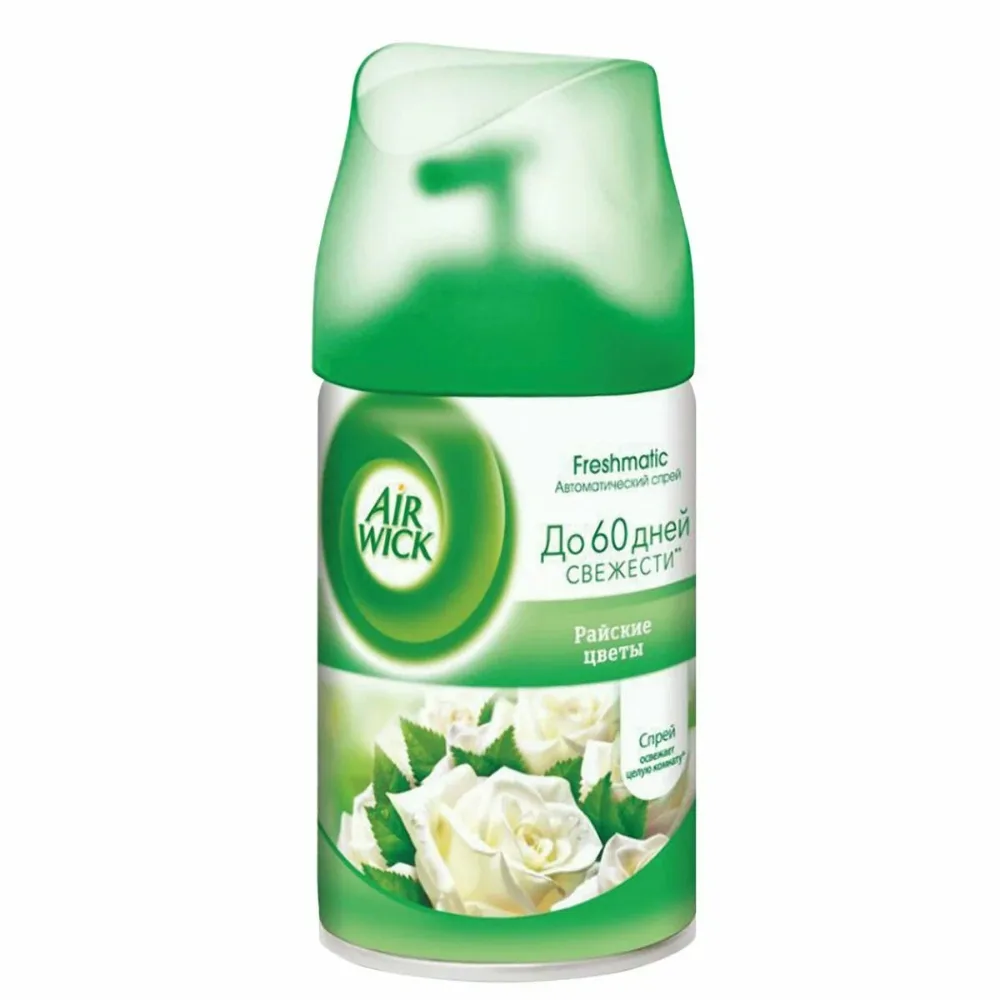 AIR
WICK
Freshmatic
Автоматический спрей
До 60 дней
СВЕЖЕСТИ**
Райские
цветы
Спрей
освежает
целую комнату*